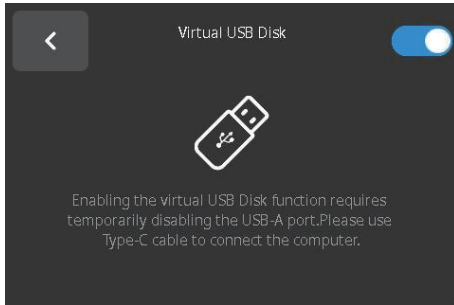 Virtual USB Disk
Enabling the virtual USB Disk function requires
temporarily disabling the USB-A port.Please use
Type-C cable to connect the computer.